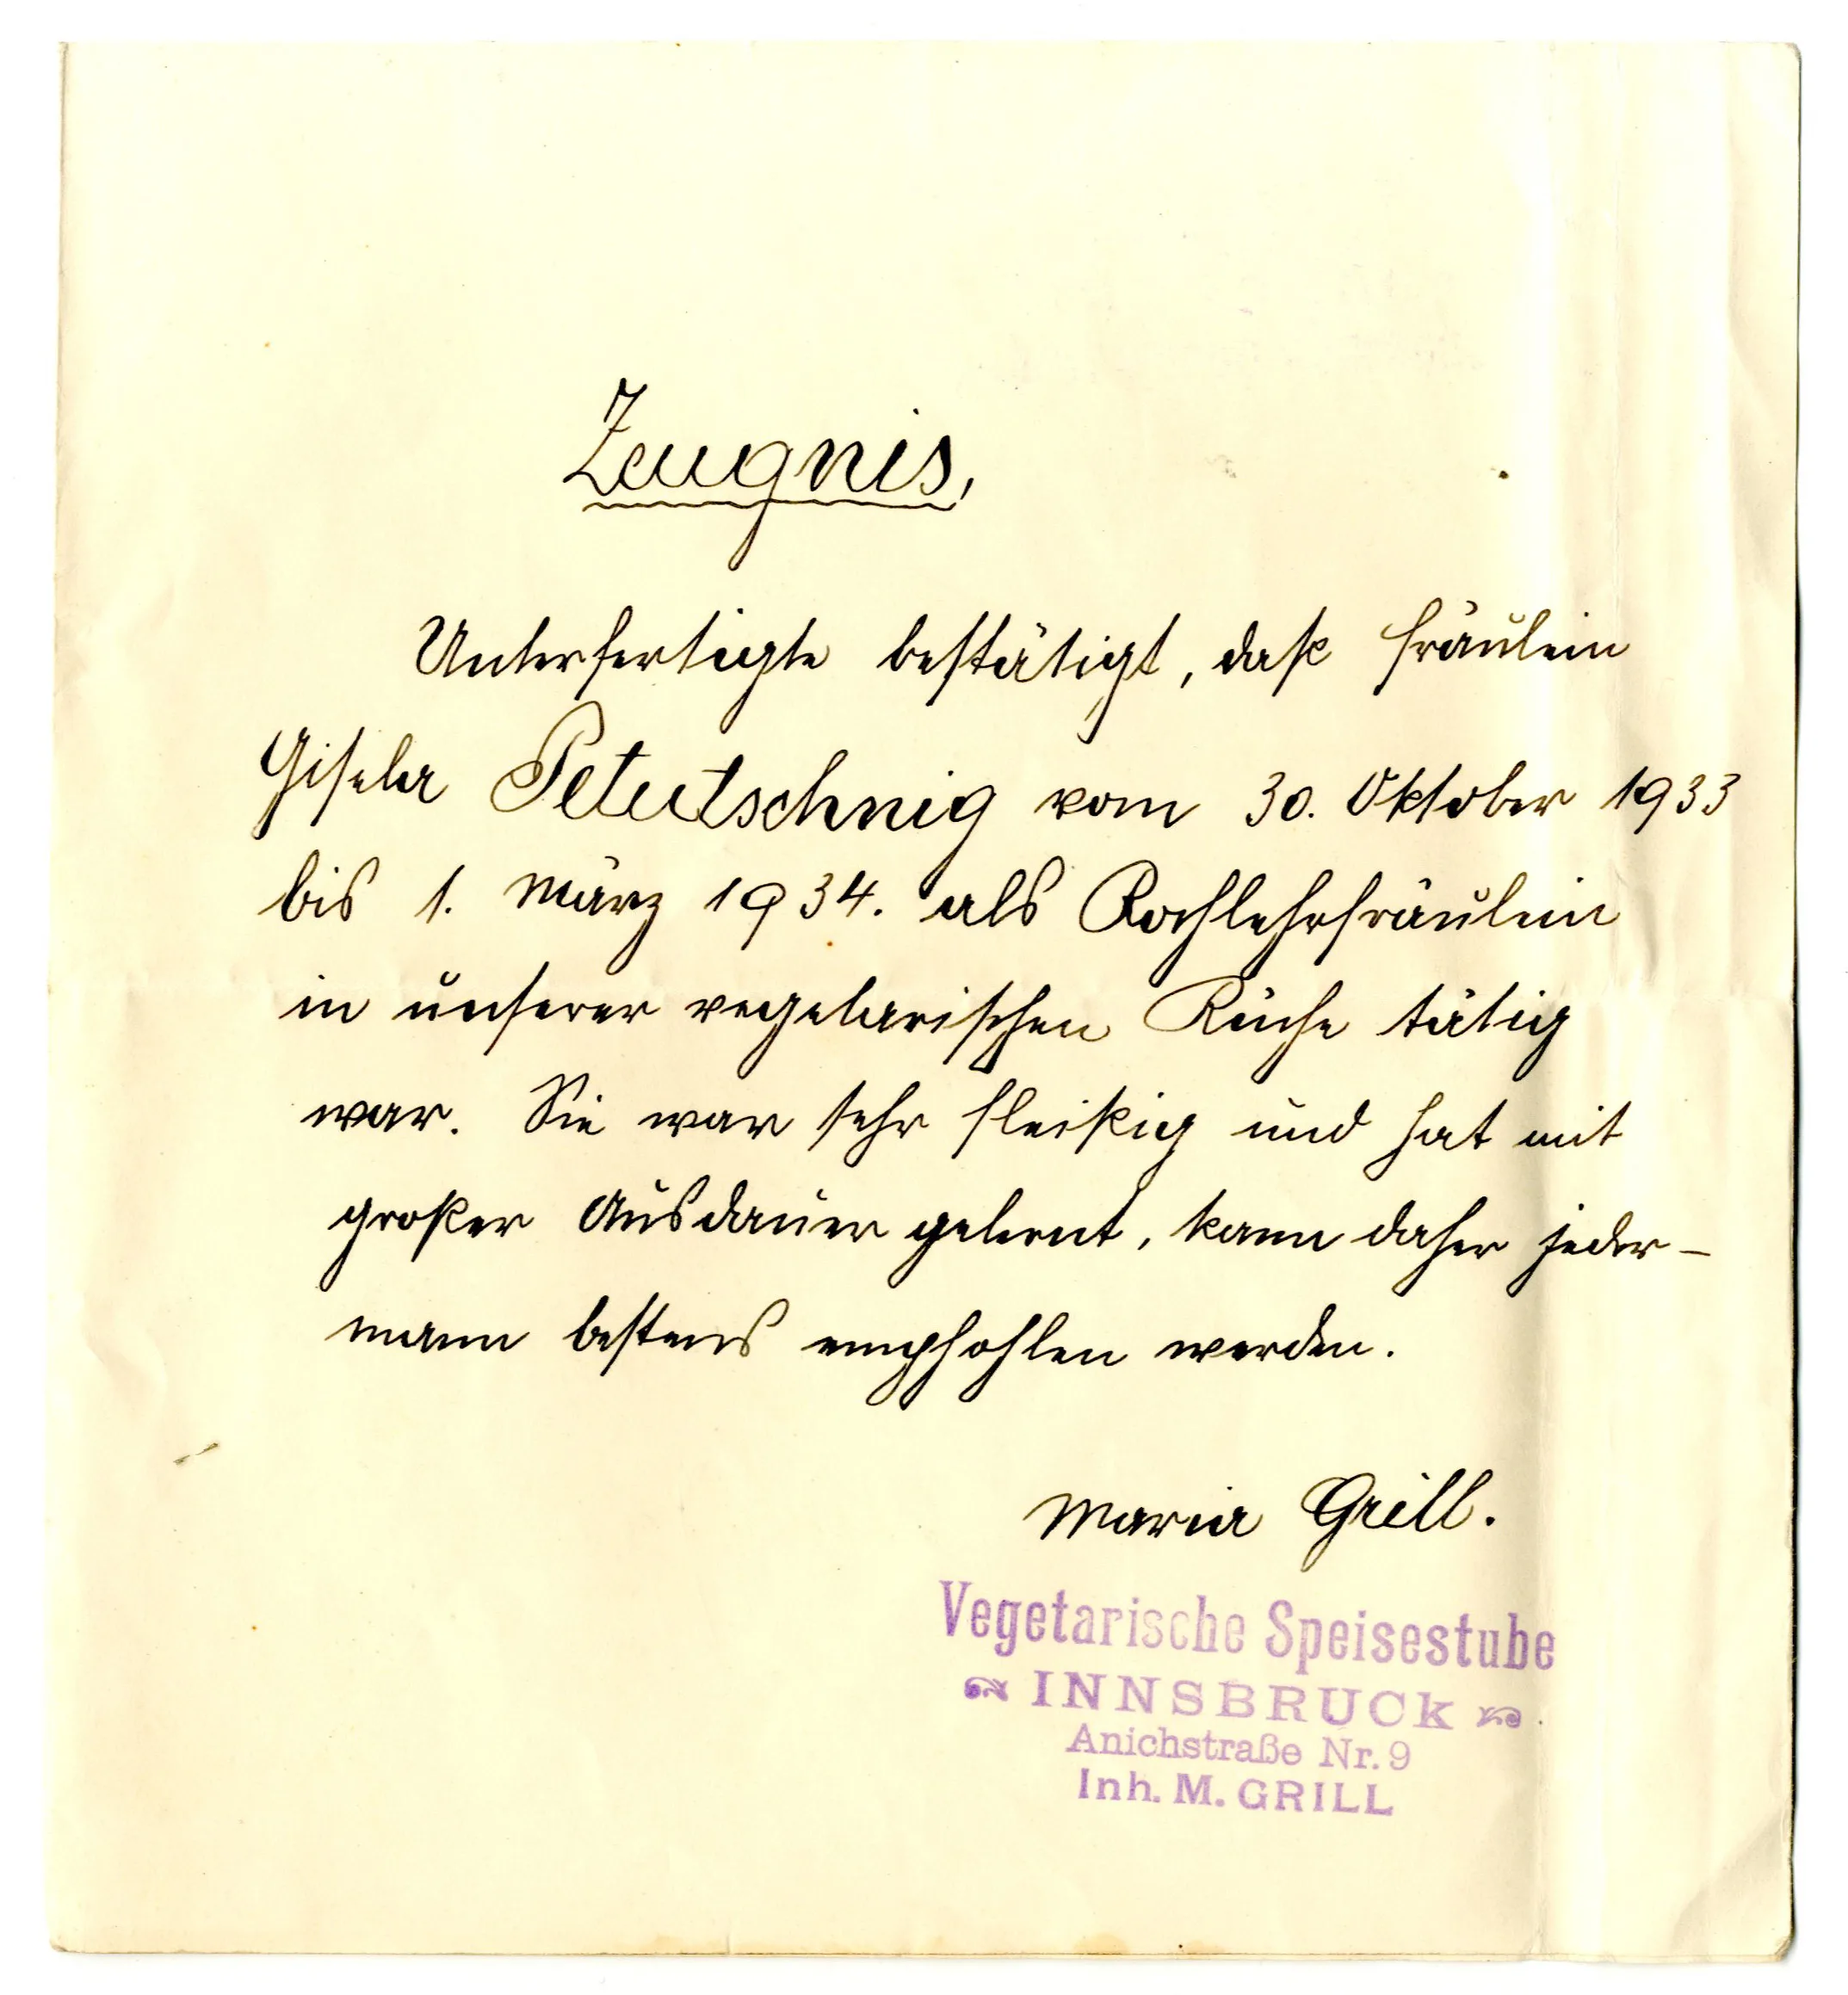 Zeugnis,
Unterfertigte bestätigt, daß Fräulein
Gisela Petutschnig vom 30. Oktober 1933
bis 1. März 1934. als Kochlehrfräulein
in unserer vegetarischen Küche tätig
war. Sie war sehr fleißig und hat mit
großer Ausdauer gelernt, kann daher jeder-
mann bestens empfohlen werden.
Maria Grill.
Vegetarische Speisestube
INNSBRUCK
Anichstraße Nr. 9
Inh. M. GRILL